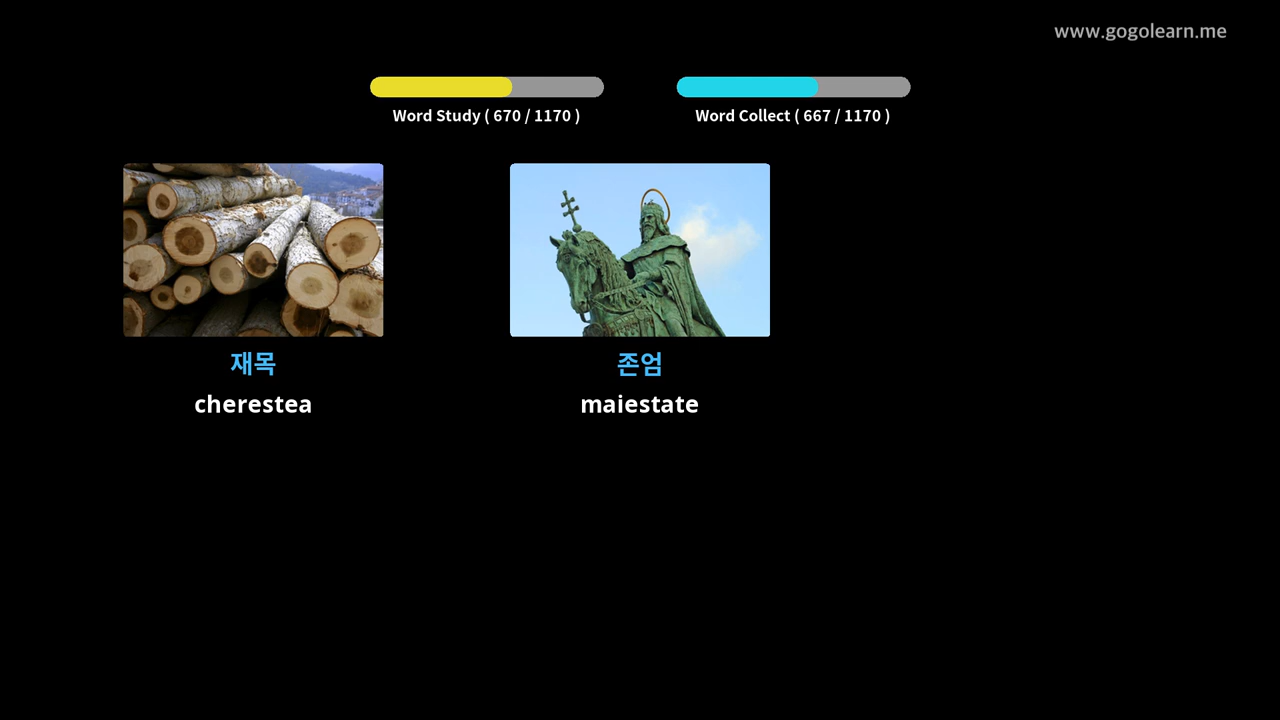 www.gogolearn.me
Word Study ( 670 / 1170 )
Word Collect ( 667 / 1170 )
재목
cherestea
존엄
maiestate